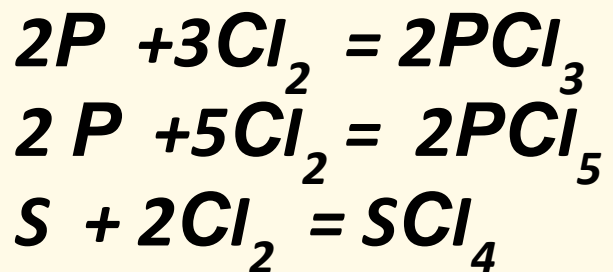 2P +3Cl₂ = 2PCl₃
2 P +5Cl₂ = 2PCl₅
S + 2Cl₂ = SCl₄